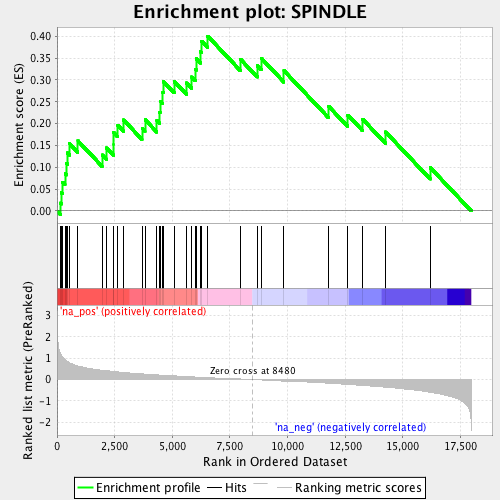 Enrichment plot: SPINDLE
Enrichment score (ES)
0.40
0.35
0.30
0.25
0.20
0.15
0.10
0.05
0.00
'na_pos' (positively correlated)
Ranked list metric (PreRanked)
3
2
1
0
-1
-2
Zero cross at 8480
'na_neg' (negatively correlated)
0 2,500 5,000 7,500 10,000 12,500 15,000 17,500
Rank in Ordered Dataset
Enrichment profile Hits Ranking metric scores